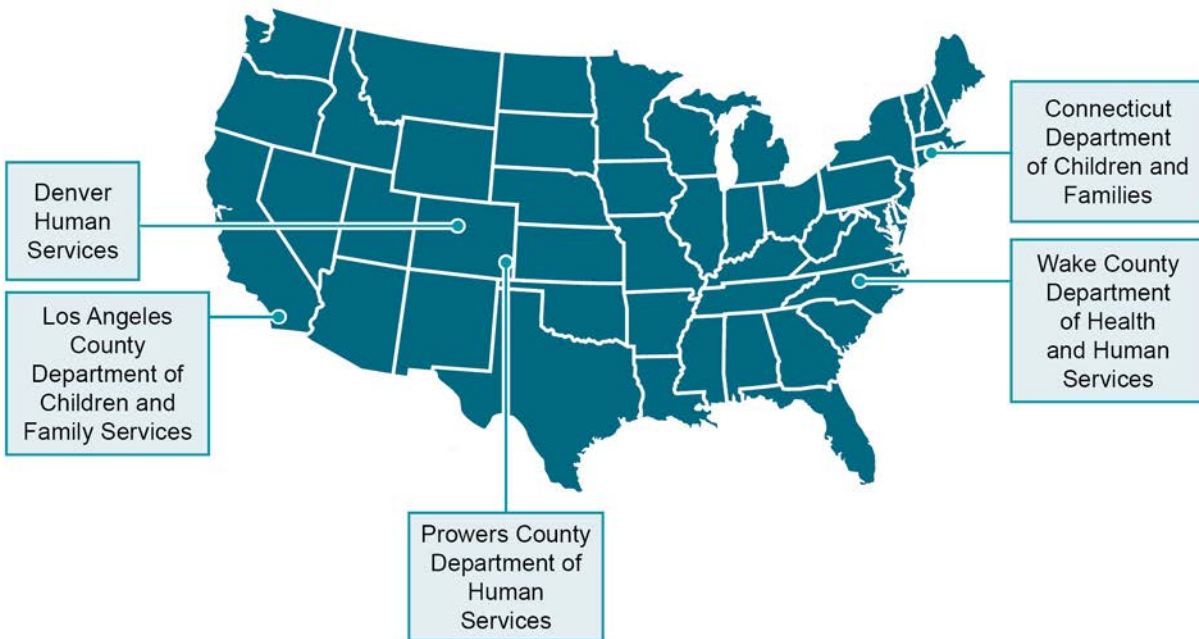 Denver
Human
Services
Los Angeles
County
Department of
Children and
Family Services
Prowers County
Department of
Human
Services
Connecticut
Department
of Children and
Families
Wake County
Department
of Health
and Human
Services